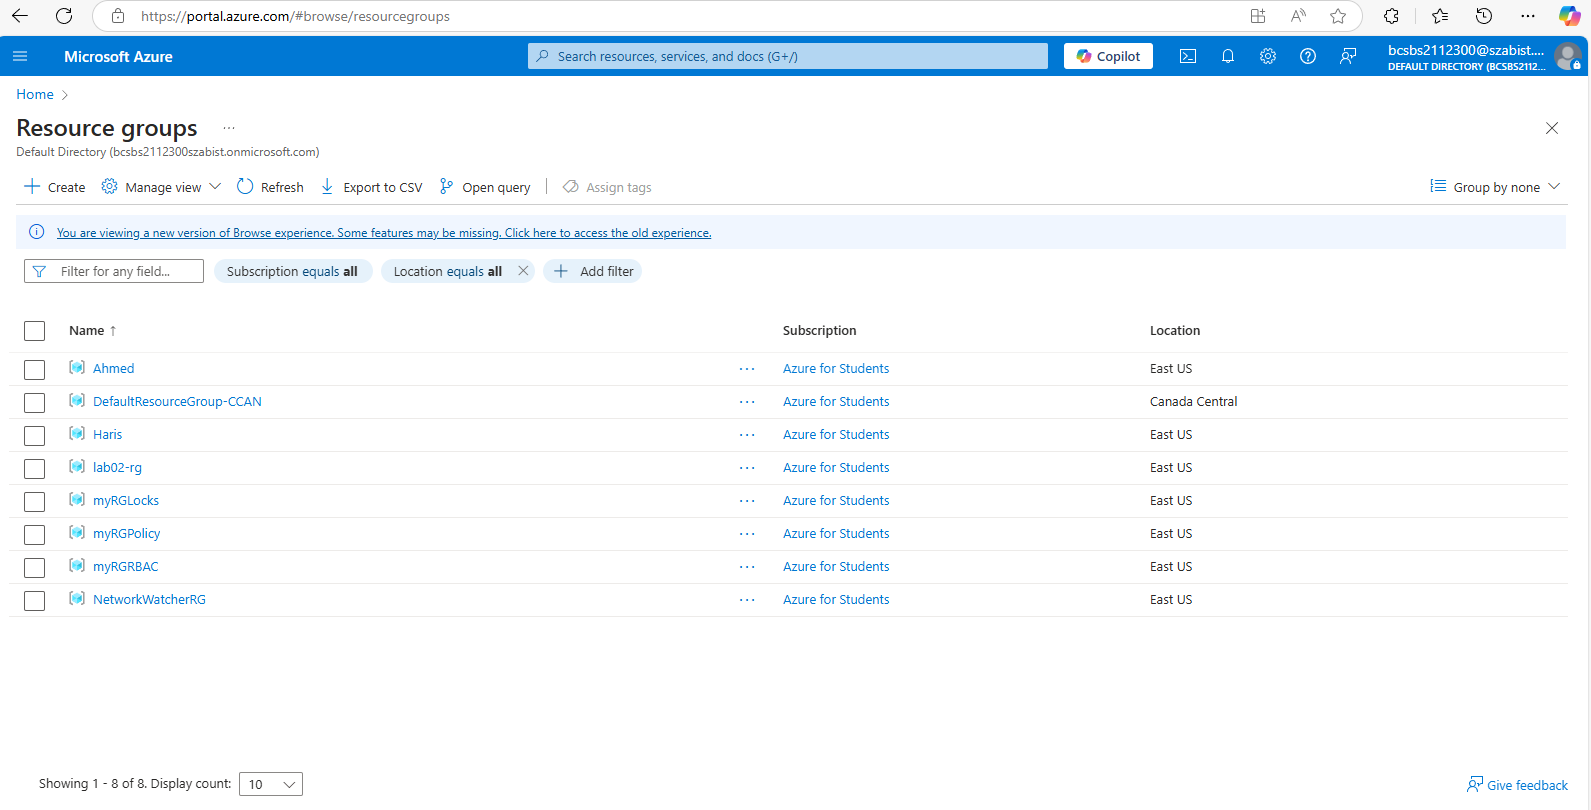 https://portal.azure.com/#browse/resourcegroups
Microsoft Azure
Search resources, services, and docs (G+/)
Copilot
bcsbs2112300@szabist....
DEFAULT DIRECTORY (BCSBS2112...
Home
Resource groups ...
Default Directory (bcsbs2112300szabist.onmicrosoft.com)
Create Manage view Refresh Export to CSV Open query Assign tags Group by none
You are viewing a new version of Browse experience. Some features may be missing. Click here to access the old experience.
Filter for any field... Subscription equals all Location equals all Add filter
Name ↑ Subscription Location
Ahmed ... Azure for Students East US
DefaultResourceGroup-CCAN ... Azure for Students Canada Central
Haris ... Azure for Students East US
lab02-rg ... Azure for Students East US
myRGLocks ... Azure for Students East US
myRGPolicy ... Azure for Students East US
myRGRBAC ... Azure for Students East US
NetworkWatcherRG ... Azure for Students East US
Showing 1 - 8 of 8. Display count: 10
Give feedback